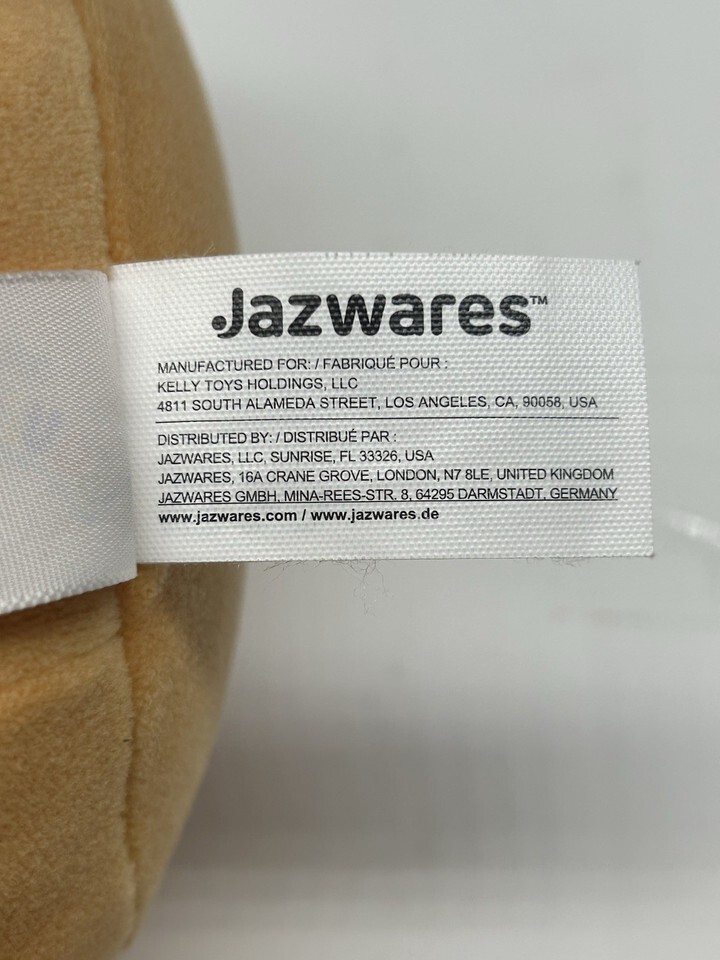 Jazwares™
MANUFACTURED FOR: / FABRIQUÉ POUR :
KELLY TOYS HOLDINGS, LLC
4811 SOUTH ALAMEDA STREET, LOS ANGELES, CA, 90058, USA
DISTRIBUTED BY: / DISTRIBUÉ PAR :
JAZWARES, LLC, SUNRISE, FL 33326, USA
JAZWARES, 16A CRANE GROVE, LONDON, N7 8LE, UNITED KINGDOM
JAZWARES GMBH, MINA-REES-STR. 8, 64295 DARMSTADT, GERMANY
www.jazwares.com / www.jazwares.de